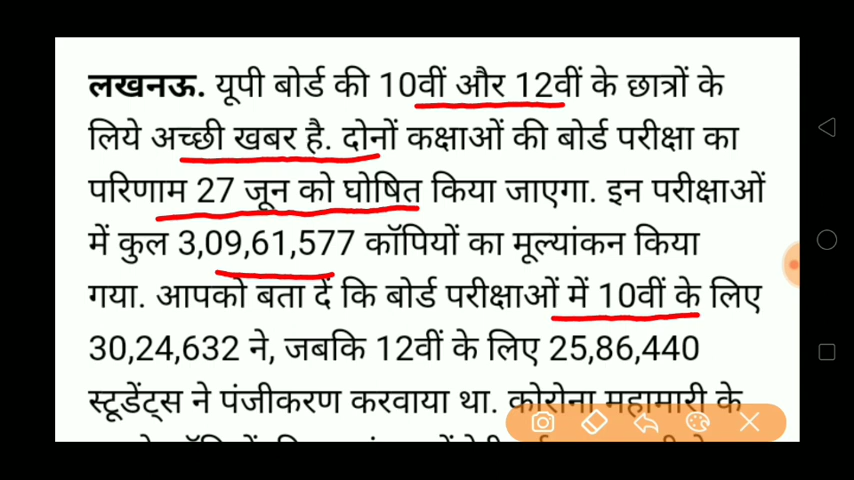 लखनऊ. यूपी बोर्ड की 10वीं और 12वीं के छात्रों के
लिये अच्छी खबर है. दोनों कक्षाओं की बोर्ड परीक्षा का
परिणाम 27 जून को घोषित किया जाएगा. इन परीक्षाओं
में कुल 3,09,61,577 कॉपियों का मूल्यांकन किया
गया. आपको बता दें कि बोर्ड परीक्षाओं में 10वीं के लिए
30,24,632 ने, जबकि 12वीं के लिए 25,86,440
स्टूडेंट्स ने पंजीकरण करवाया था. कोरोना महामारी के